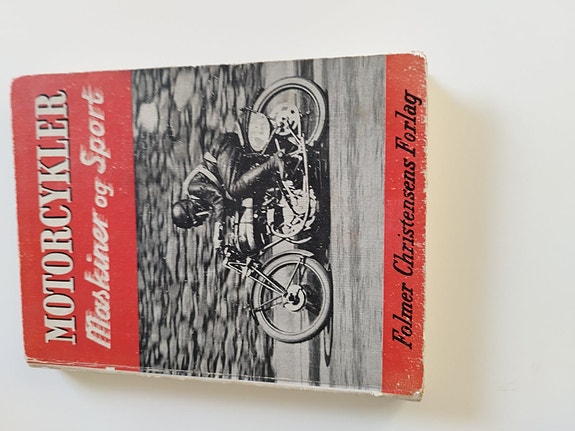 MOTORCYKLER
Maskiner og Sport
Folmer Christensens Forlag